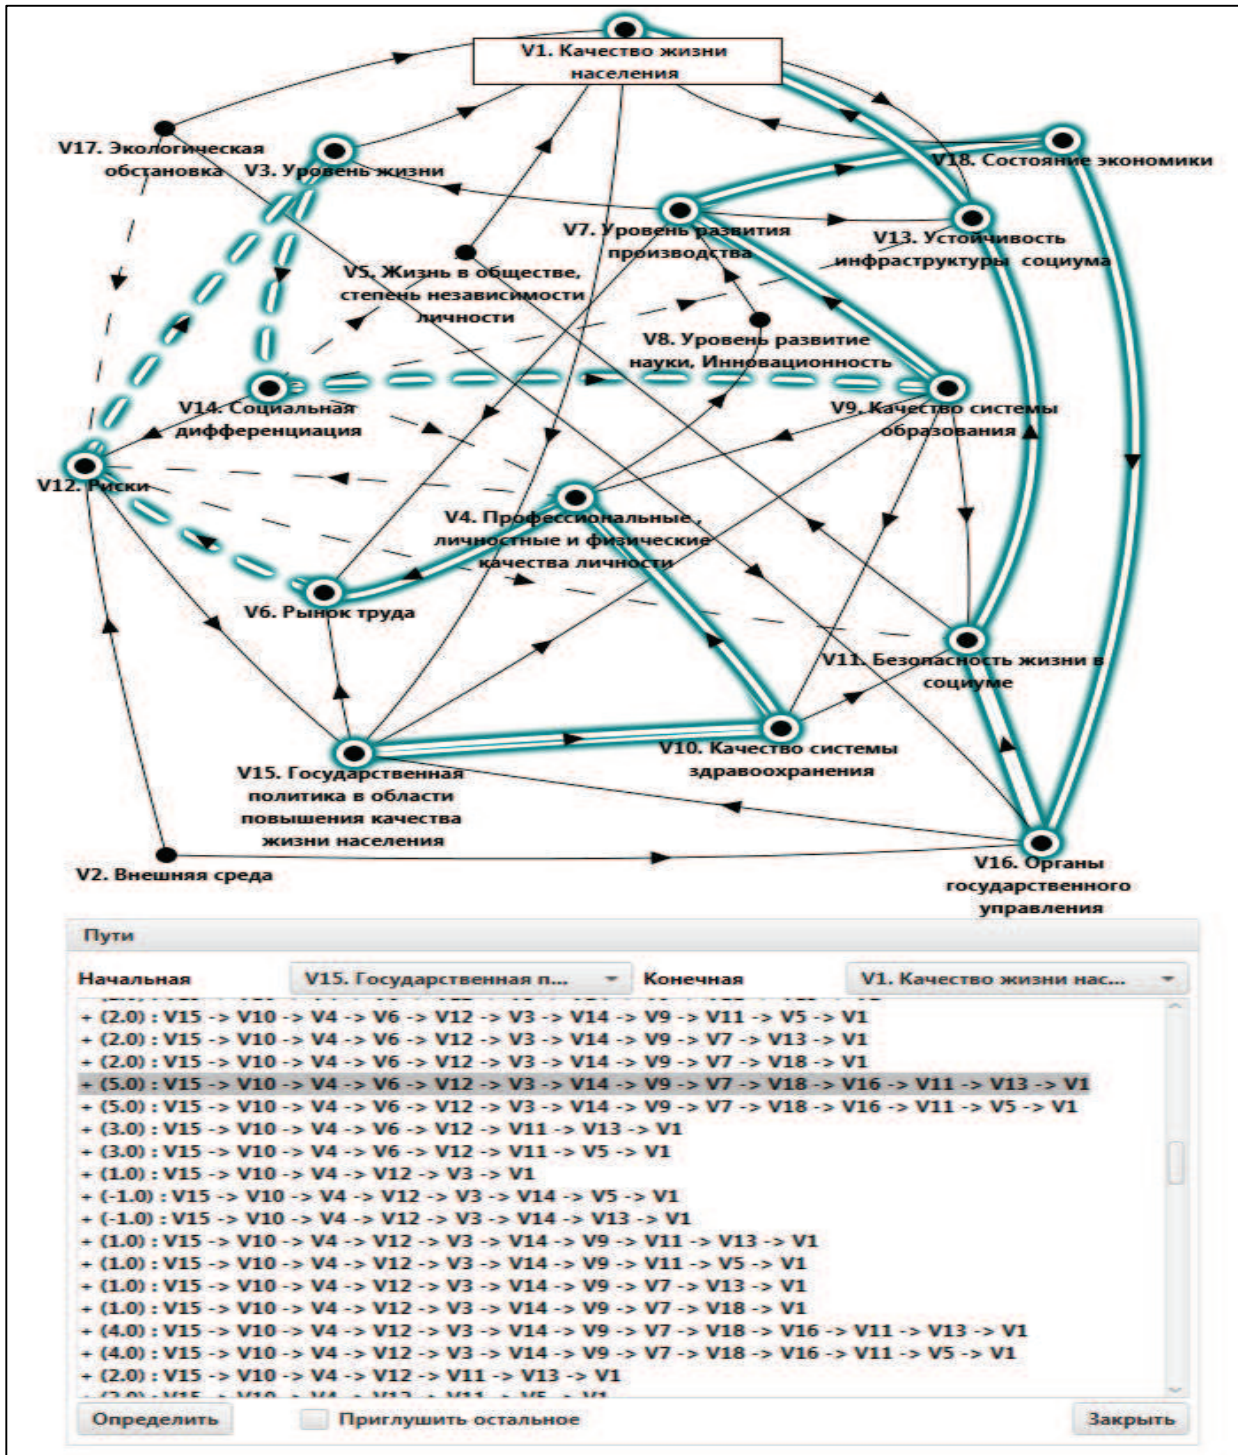 V1. Качество жизни
населения
V17. Экологическая
обстановка
V3. Уровень жизни
V18. Состояние экономики
V7. Уровень развития
производства
V13. Устойчивость
инфраструктуры социума
V5. Жизнь в обществе,
степень независимости
личности
V8. Уровень развитие
науки, Инновационность
V14. Социальная
дифференциация
V9. Качество системы
образования
V12. Риски
V4. Профессиональные ,
личностные и физические
качества личности
V6. Рынок труда
V11. Безопасность жизни в
социуме
V10. Качество системы
здравоохранения
V15. Государственная
политика в области
повышения качества
жизни населения
V2. Внешняя среда
V16. Органы
государственного
управления
Пути
Начальная V15. Государственная п... Конечная V1. Качество жизни нас...
+ (2.0) : V15 -> V10 -> V4 -> V6 -> V12 -> V3 -> V14 -> V9 -> V11 -> V5 -> V1
+ (2.0) : V15 -> V10 -> V4 -> V6 -> V12 -> V3 -> V14 -> V9 -> V7 -> V13 -> V1
+ (2.0) : V15 -> V10 -> V4 -> V6 -> V12 -> V3 -> V14 -> V9 -> V7 -> V18 -> V1
+ (5.0) : V15 -> V10 -> V4 -> V6 -> V12 -> V3 -> V14 -> V9 -> V7 -> V18 -> V16 -> V11 -> V13 -> V1
+ (5.0) : V15 -> V10 -> V4 -> V6 -> V12 -> V3 -> V14 -> V9 -> V7 -> V18 -> V16 -> V11 -> V5 -> V1
+ (3.0) : V15 -> V10 -> V4 -> V6 -> V12 -> V11 -> V13 -> V1
+ (3.0) : V15 -> V10 -> V4 -> V6 -> V12 -> V11 -> V5 -> V1
+ (1.0) : V15 -> V10 -> V4 -> V12 -> V3 -> V1
+ (-1.0) : V15 -> V10 -> V4 -> V12 -> V3 -> V14 -> V5 -> V1
+ (-1.0) : V15 -> V10 -> V4 -> V12 -> V3 -> V14 -> V13 -> V1
+ (1.0) : V15 -> V10 -> V4 -> V12 -> V3 -> V14 -> V9 -> V11 -> V13 -> V1
+ (1.0) : V15 -> V10 -> V4 -> V12 -> V3 -> V14 -> V9 -> V11 -> V5 -> V1
+ (1.0) : V15 -> V10 -> V4 -> V12 -> V3 -> V14 -> V9 -> V7 -> V13 -> V1
+ (1.0) : V15 -> V10 -> V4 -> V12 -> V3 -> V14 -> V9 -> V7 -> V18 -> V1
+ (4.0) : V15 -> V10 -> V4 -> V12 -> V3 -> V14 -> V9 -> V7 -> V18 -> V16 -> V11 -> V13 -> V1
+ (4.0) : V15 -> V10 -> V4 -> V12 -> V3 -> V14 -> V9 -> V7 -> V18 -> V16 -> V11 -> V5 -> V1
+ (2.0) : V15 -> V10 -> V4 -> V12 -> V11 -> V13 -> V1
Определить Приглушить остальное Закрыть